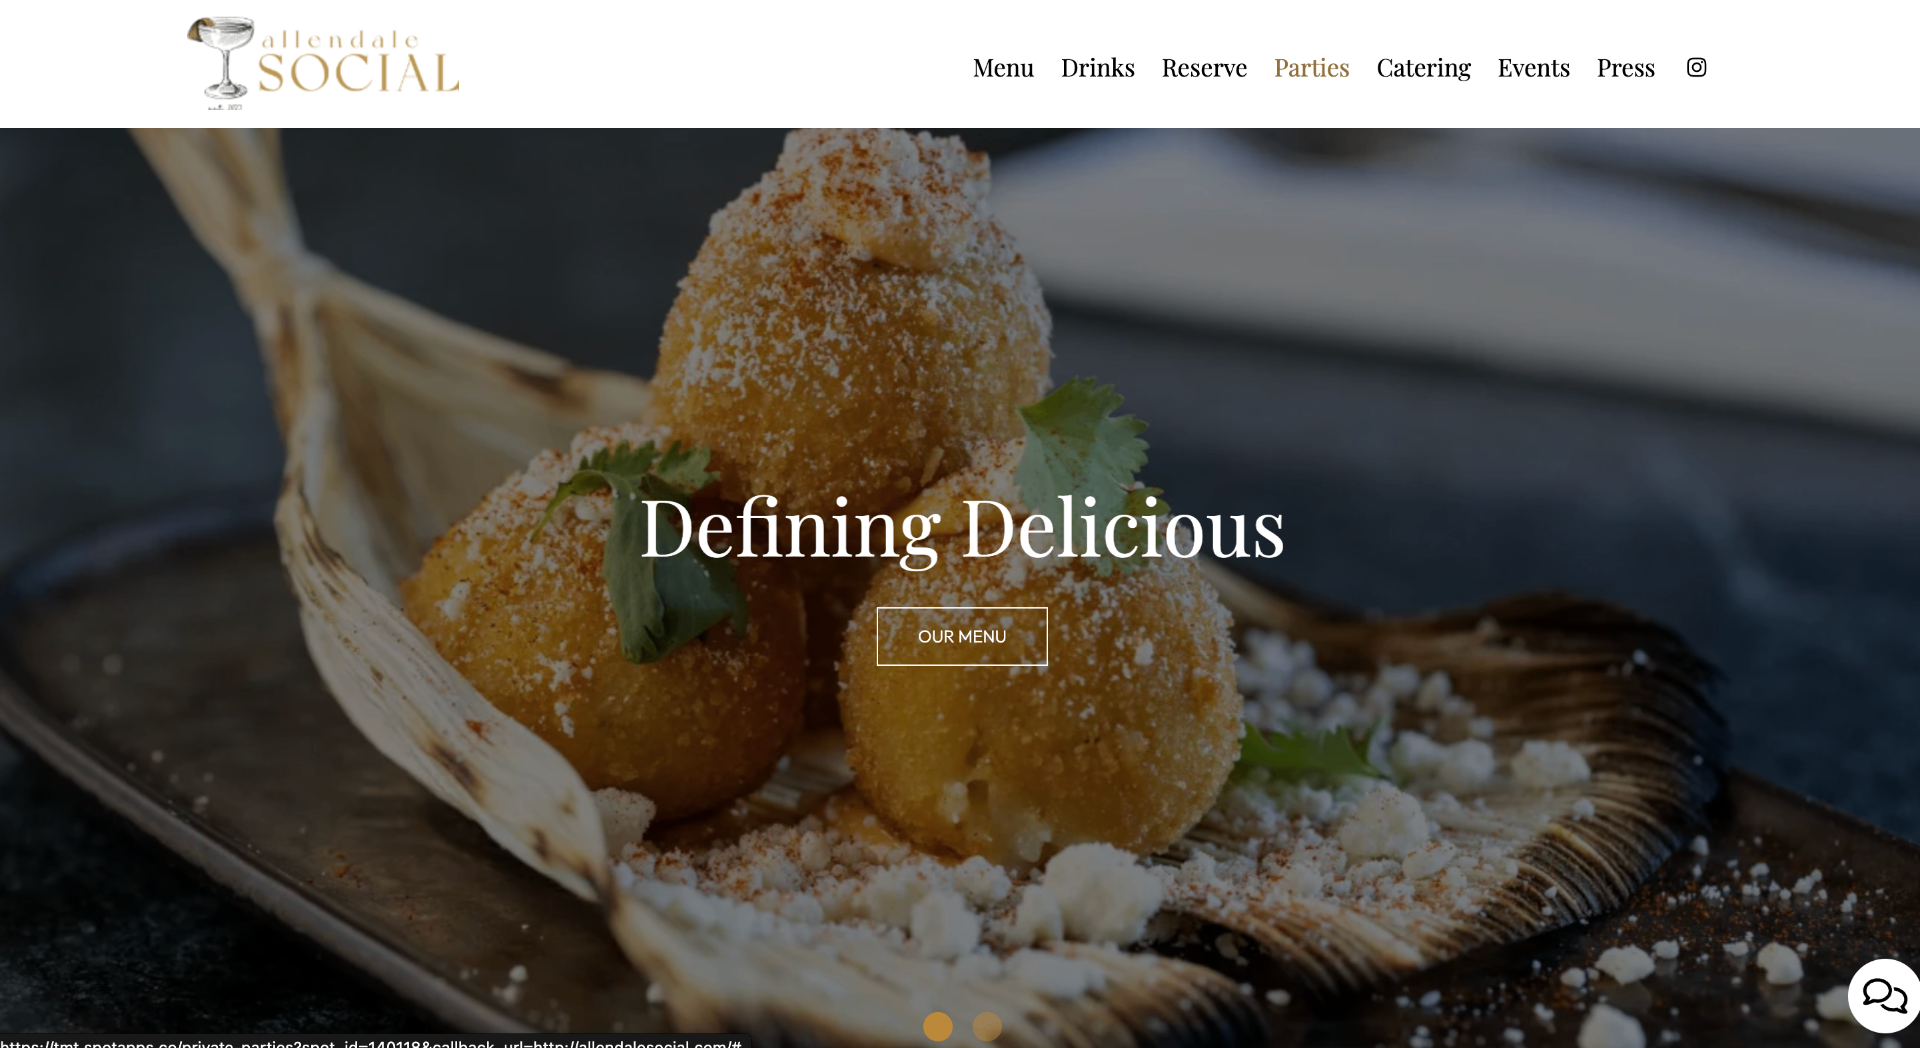 allendale
SOCIAL
est. 2023
Menu Drinks Reserve Parties Catering Events Press
Defining Delicious
OUR MENU
https://tmt.spotapps.co/private-parties?spot_id=140118&callback_url=http://allendalesocial.com/#